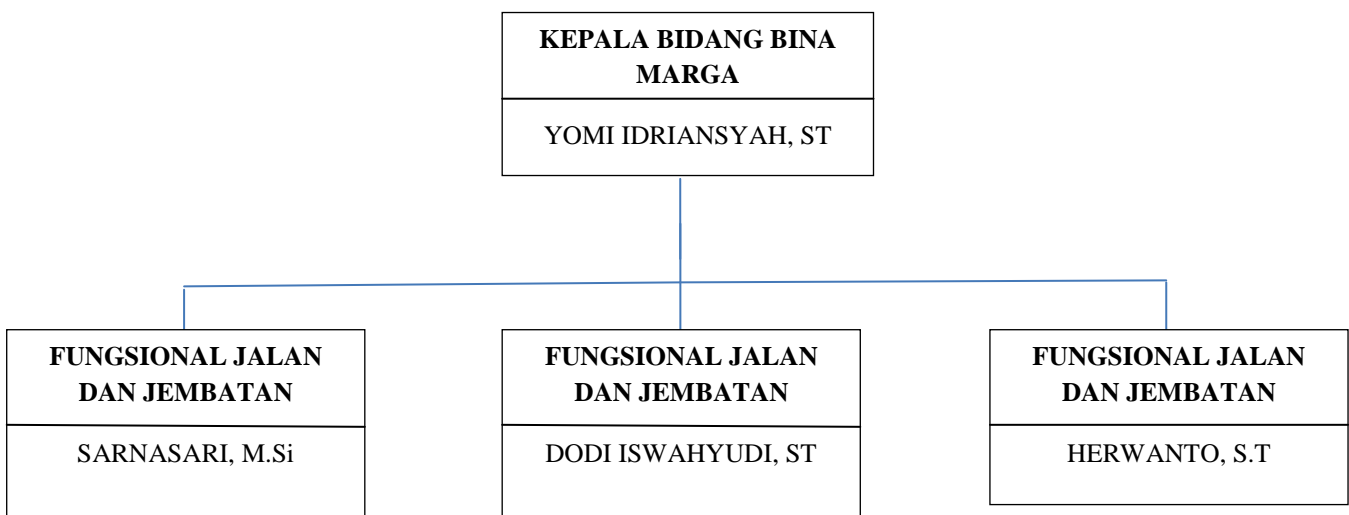 KEPALA BIDANG BINA
MARGA
YOMI IDRIANSYAH, ST
FUNGSIONAL JALAN
DAN JEMBATAN
SARNASARI, M.Si
FUNGSIONAL JALAN
DAN JEMBATAN
DODI ISWAHYUDI, ST
FUNGSIONAL JALAN
DAN JEMBATAN
HERWANTO, S.T